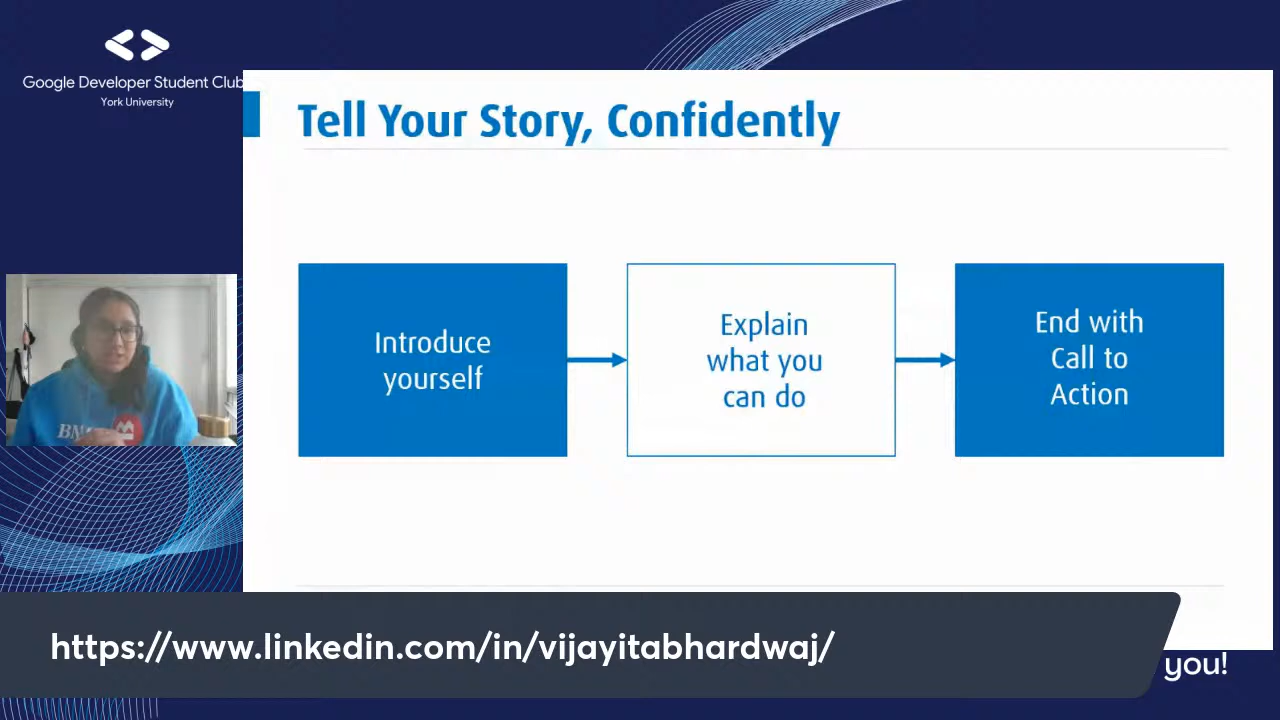 Google Developer Student Club
York University
Tell Your Story, Confidently
Introduce
yourself
Explain
what you
can do
End with
Call to
Action
https://www.linkedin.com/in/vijayitabhardwaj/
you!